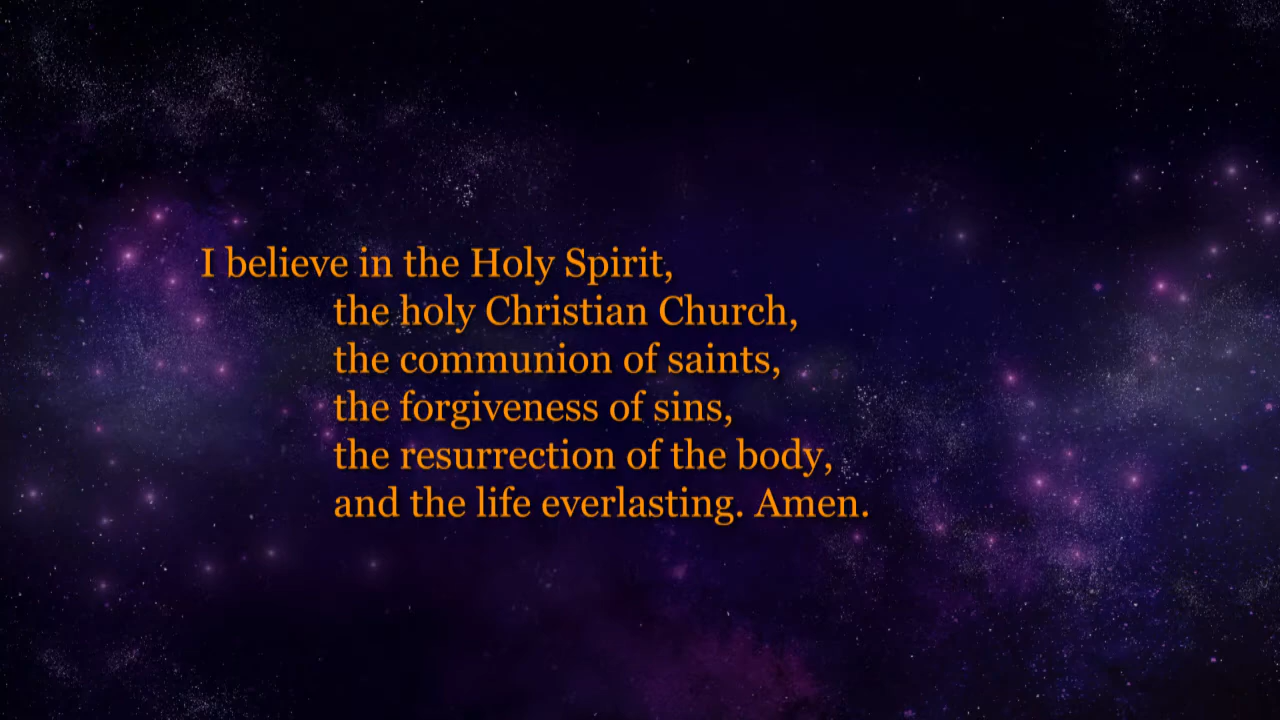 I believe in the Holy Spirit,
the holy Christian Church,
the communion of saints,
the forgiveness of sins,
the resurrection of the body,
and the life everlasting. Amen.